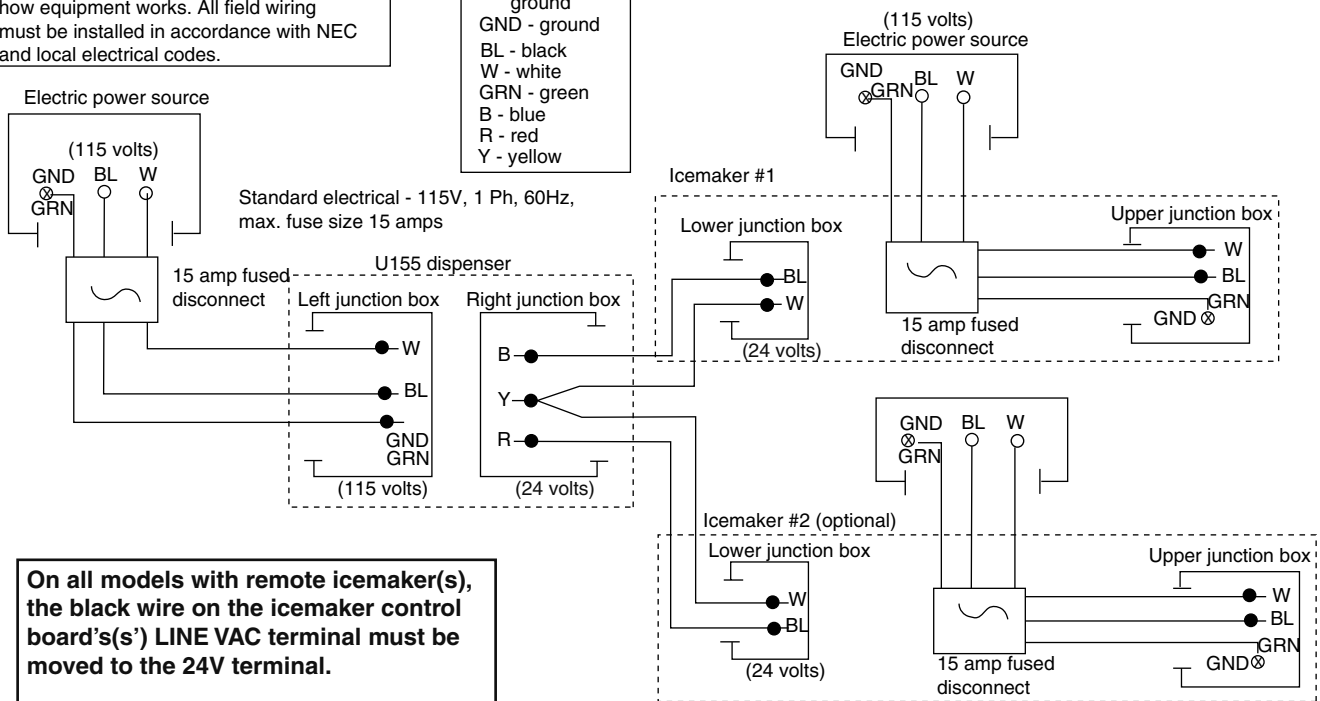 how equipment works. All field wiring
must be installed in accordance with NEC
and local electrical codes.
ground
GND - ground
BL - black
W - white
GRN - green
B - blue
R - red
Y - yellow
Electric power source
(115 volts)
GND BL W
GRN
15 amp fused
disconnect
Standard electrical - 115V, 1 Ph, 60Hz,
max. fuse size 15 amps
U155 dispenser
Left junction box
W
BL
GND
GRN
(115 volts)
Right junction box
B
Y
R
(24 volts)
(115 volts)
Electric power source
GND
GRN BL W
Icemaker #1
Lower junction box
BL
W
(24 volts)
15 amp fused
disconnect
Upper junction box
W
BL
GRN
GND
GND BL W
GRN
Icemaker #2 (optional)
Lower junction box
W
BL
(24 volts)
15 amp fused
disconnect
Upper junction box
W
BL
GRN
GND
On all models with remote icemaker(s),
the black wire on the icemaker control
board's(s') LINE VAC terminal must be
moved to the 24V terminal.